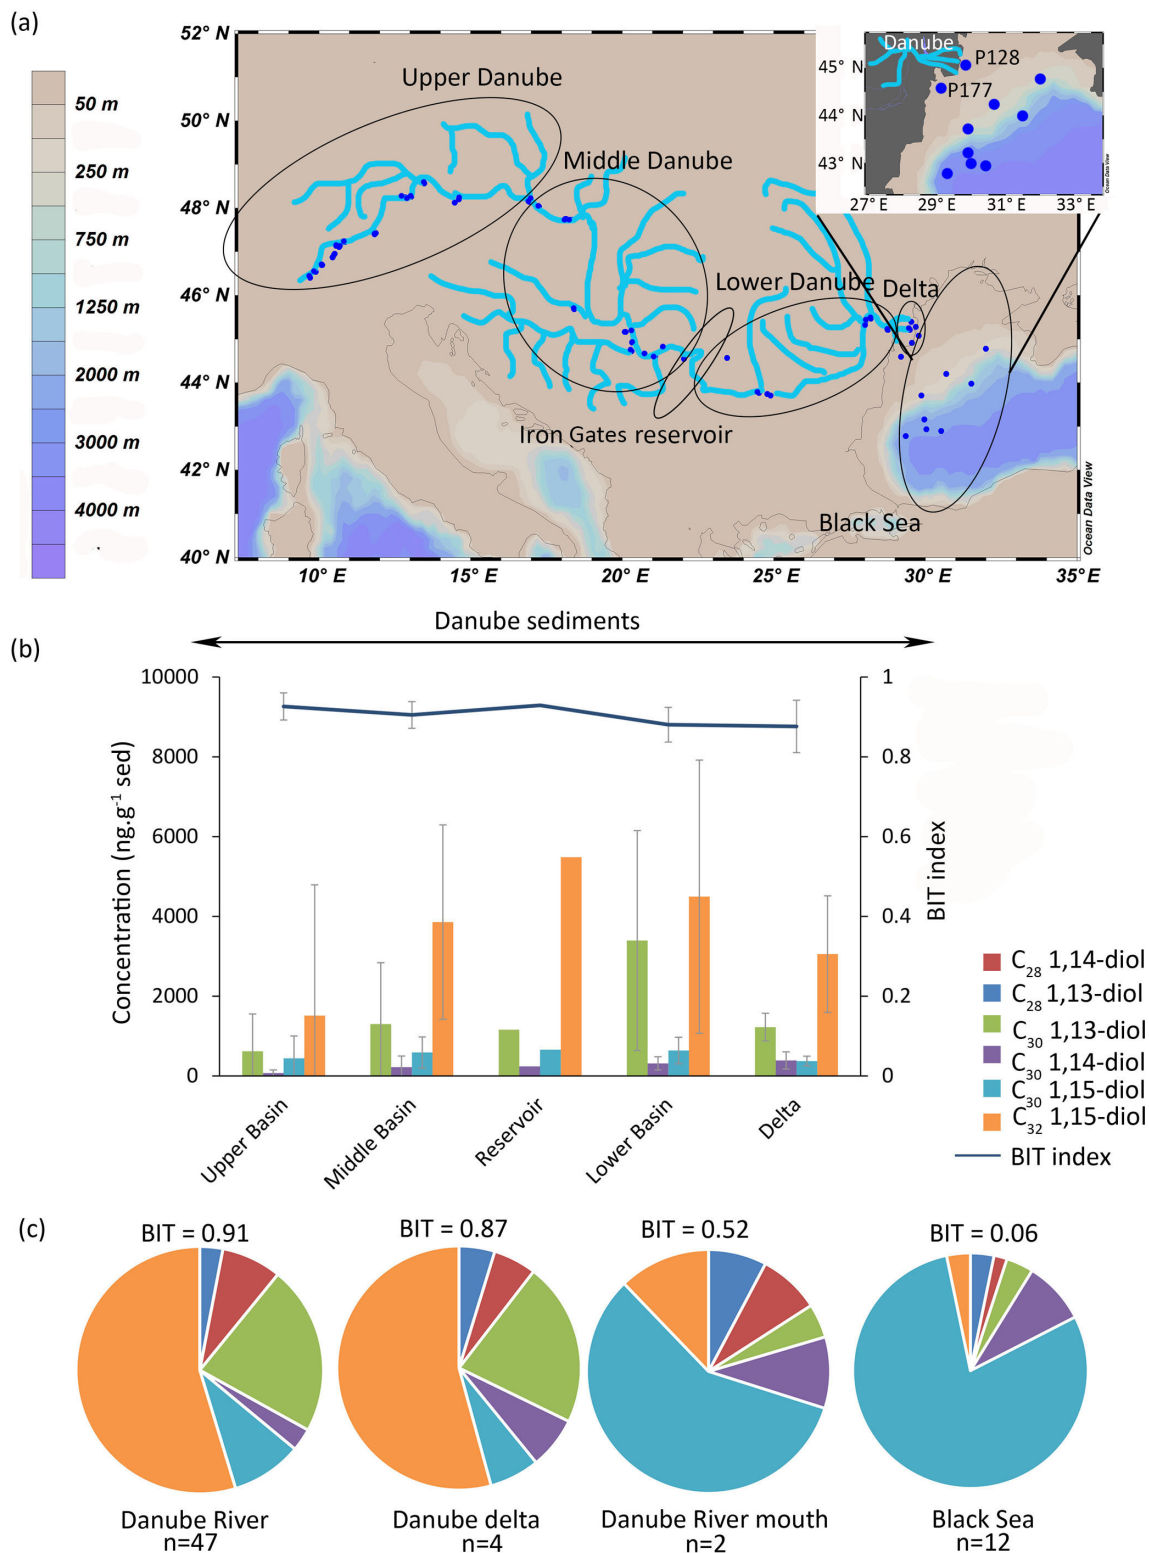 (a)
52° N
50° N
48° N
46° N
44° N
42° N
40° N
50 m
250 m
750 m
1250 m
2000 m
3000 m
4000 m
Upper Danube
Middle Danube
Lower Danube
Delta
Iron Gates reservoir
Black Sea
Danube
P128
P177
45° N
44° N
43° N
27° E
29° E
31° E
33° E
Ocean Data View
10° E
15° E
20° E
25° E
30° E
35° E
Ocean Data View
Danube sediments
(b)
10000
8000
6000
4000
2000
0
Concentration (ng.g⁻¹ sed)
1
0.8
0.6
0.4
0.2
0
BIT index
Upper Basin
Middle Basin
Reservoir
Lower Basin
Delta
C₂₈ 1,14-diol
C₂₈ 1,13-diol
C₃₀ 1,13-diol
C₃₀ 1,14-diol
C₃₀ 1,15-diol
C₃₂ 1,15-diol
BIT index
(c)
BIT = 0.91
BIT = 0.87
BIT = 0.52
BIT = 0.06
Danube River
n=47
Danube delta
n=4
Danube River mouth
n=2
Black Sea
n=12